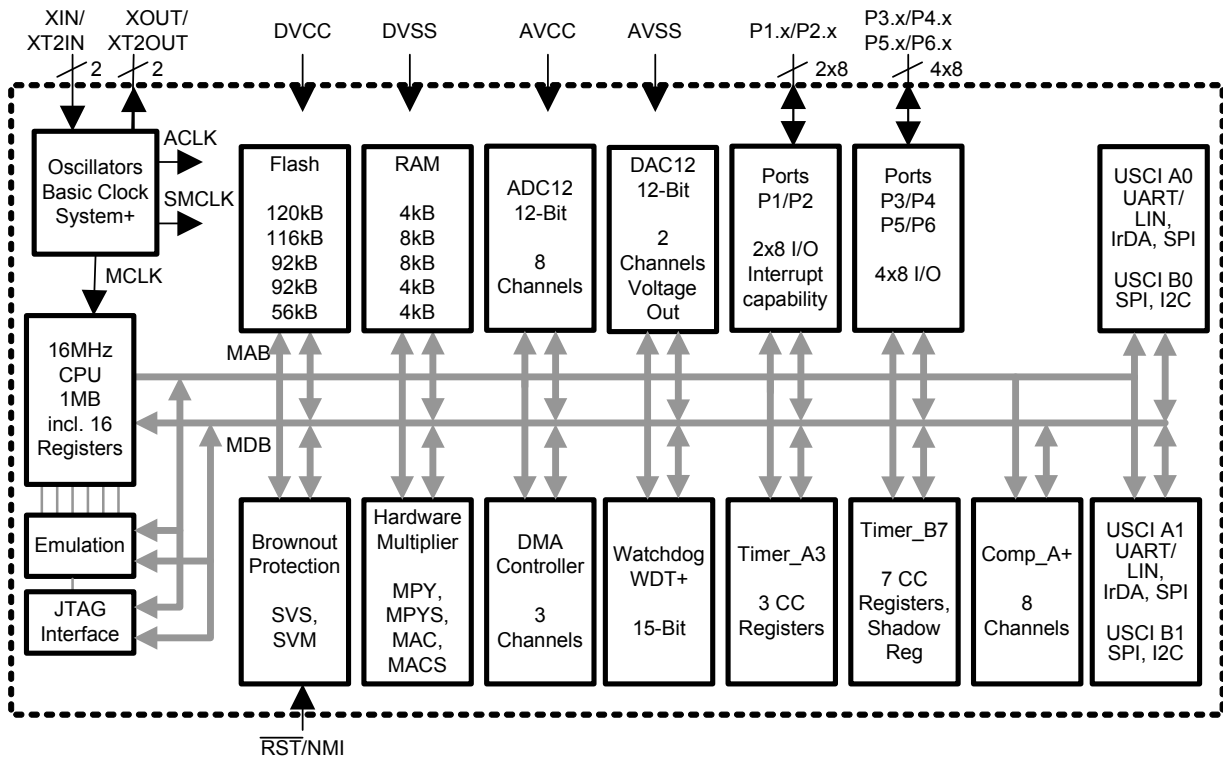 XIN/
XT2IN
XOUT/
XT2OUT
DVCC
DVSS
AVCC
AVSS
P1.x/P2.x
P3.x/P4.x
P5.x/P6.x
2
2
2x8
4x8
Oscillators
Basic Clock
System+
ACLK
SMCLK
MCLK
Flash
120kB
116kB
92kB
92kB
56kB
RAM
4kB
8kB
8kB
4kB
4kB
ADC12
12-Bit
8
Channels
DAC12
12-Bit
2
Channels
Voltage
Out
Ports
P1/P2
2x8 I/O
Interrupt
capability
Ports
P3/P4
P5/P6
4x8 I/O
USCI A0
UART/
LIN,
IrDA, SPI
USCI B0
SPI, I2C
16MHz
CPU
1MB
incl. 16
Registers
MAB
MDB
Emulation
JTAG
Interface
Brownout
Protection
SVS,
SVM
Hardware
Multiplier
MPY,
MPYS,
MAC,
MACS
DMA
Controller
3
Channels
Watchdog
WDT+
15-Bit
Timer_A3
3 CC
Registers
Timer_B7
7 CC
Registers,
Shadow
Reg
Comp_A+
8
Channels
USCI A1
UART/
LIN,
IrDA, SPI
USCI B1
SPI, I2C
RST/NMI